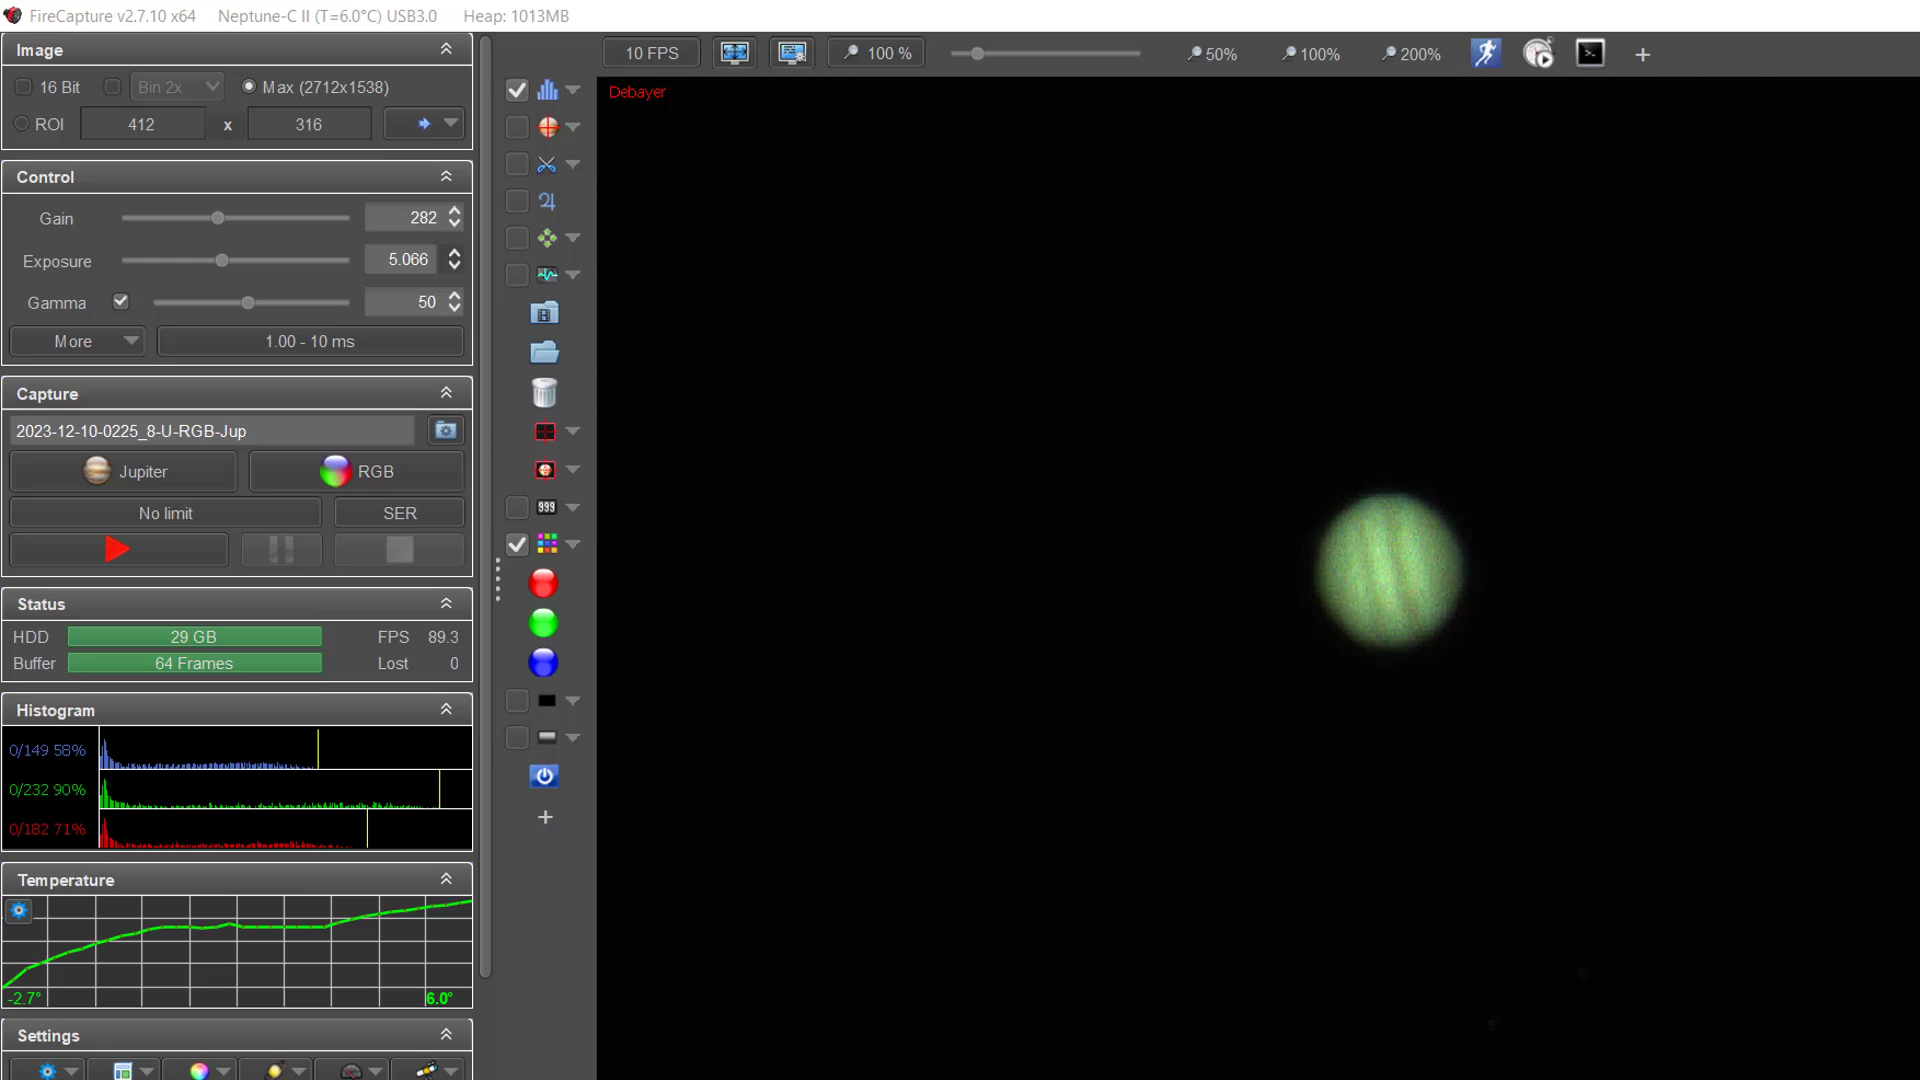 FireCapture v2.7.10 x64 Neptune-C II (T=6.0°C) USB3.0 Heap: 1013MB
Image
16 Bit Bin 2x Max (2712x1538)
ROI 412 x 316
Control
Gain 282
Exposure 5.066
Gamma 50
More 1.00 - 10 ms
Capture
2023-12-10-0225_8-U-RGB-Jup
Jupiter RGB
No limit SER
Status
HDD 29 GB FPS 89.3
Buffer 64 Frames Lost 0
Histogram
0/149 58%
0/232 90%
0/182 71%
Temperature
-2.7° 6.0°
Settings
999
10 FPS 100 % 50% 100% 200%
Debayer